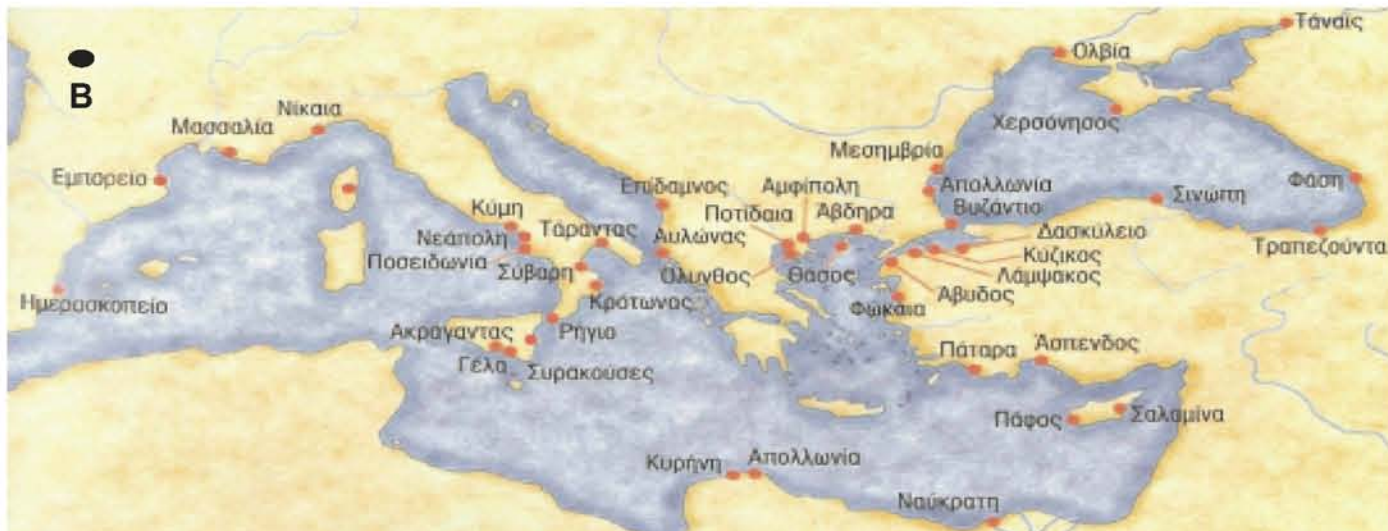 B
Τάναϊς
Ολβία
Νίκαια
Μασσαλία
Χερσόνησος
Μεσημβρία
Εμπορείο
Επίδαμνος
Αμφίπολη
Απολλωνία
Σινώπη
Φάση
Ποτίδαια
Άβδηρα
Κύμη
Τάραντας
Βυζάντιο
Νεάπολη
Αυλώνας
Δασκύλειο
Τραπεζούντα
Ποσειδωνία
Κύζικος
Σύβαρη
Όλυνθος
Θάσος
Λάμψακος
Ημεροσκοπείο
Κρότωνας
Φώκαια
Άβυδος
Ακράγαντας
Ρήγιο
Γέλα
Συρακούσες
Πάταρα
Άσπενδος
Πάφος
Σαλαμίνα
Κυρήνη
Απολλωνία
Ναύκρατη